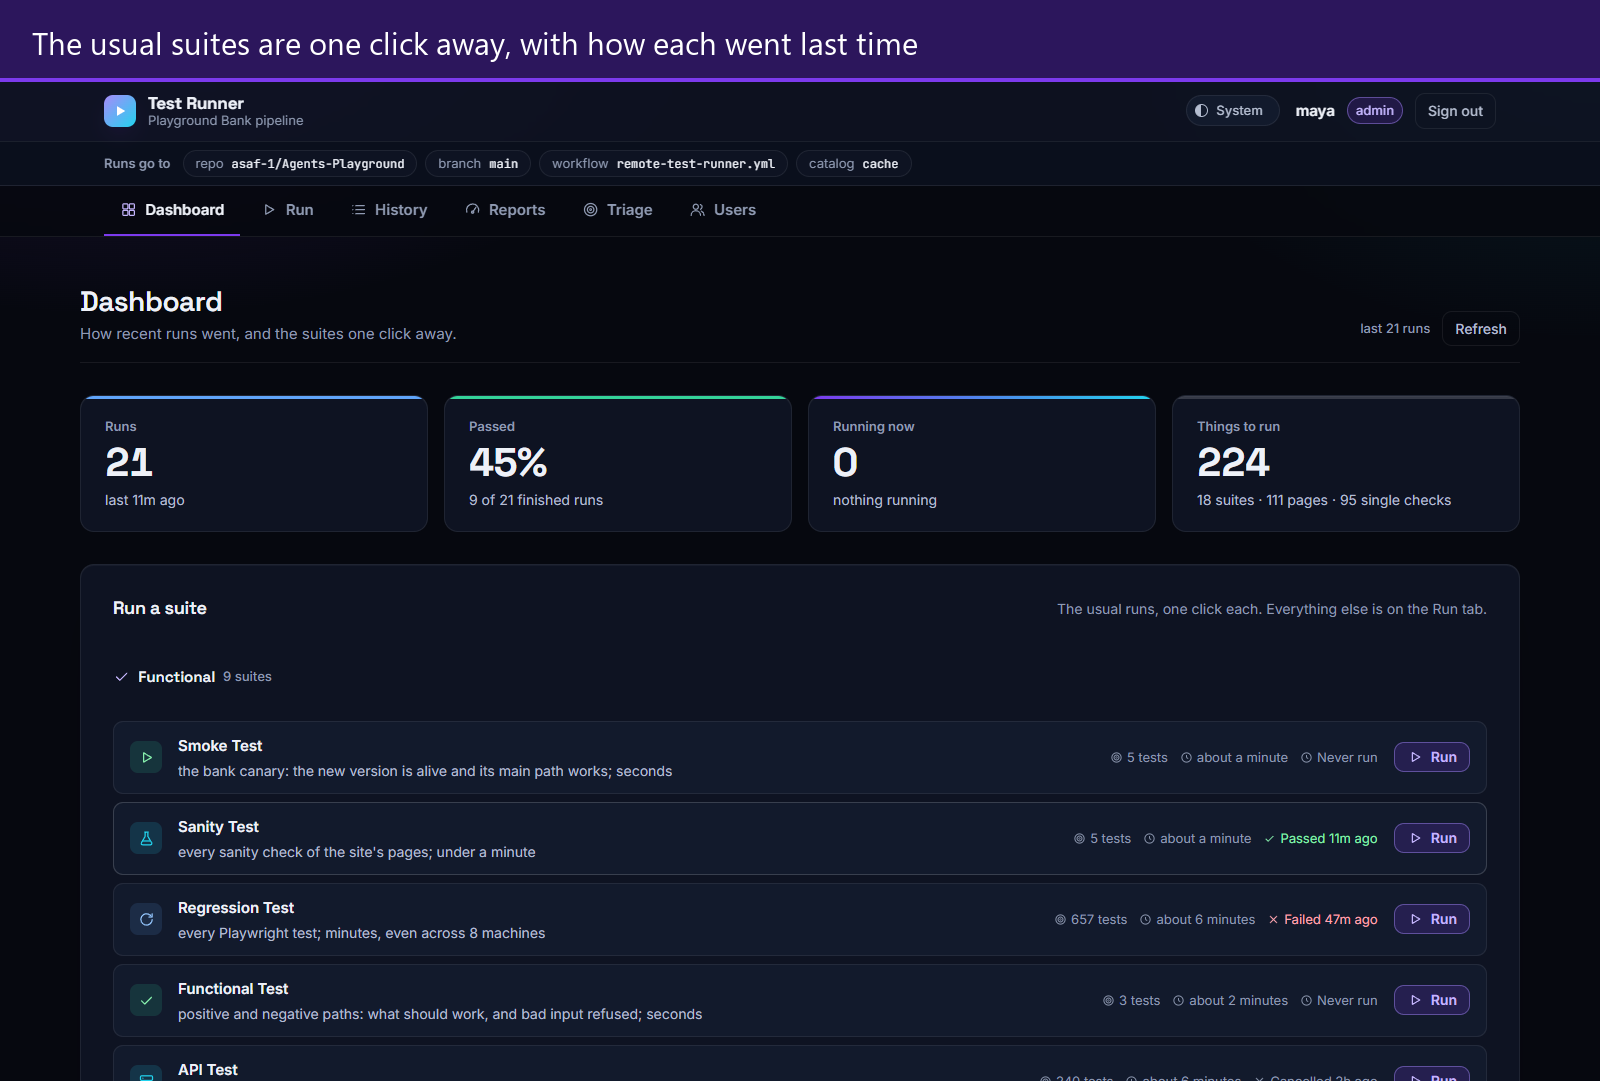 The usual suites are one click away, with how each went last time
Test Runner
Playground Bank pipeline
System
maya
admin
Sign out
Runs go to
repo asaf-1/Agents-Playground
branch main
workflow remote-test-runner.yml
catalog cache
Dashboard
Run
History
Reports
Triage
Users
Dashboard
How recent runs went, and the suites one click away.
last 21 runs
Refresh
Runs
21
last 11m ago
Passed
45%
9 of 21 finished runs
Running now
0
nothing running
Things to run
224
18 suites · 111 pages · 95 single checks
Run a suite
The usual runs, one click each. Everything else is on the Run tab.
Functional 9 suites
Smoke Test
the bank canary: the new version is alive and its main path works; seconds
5 tests about a minute Never run
Run
Sanity Test
every sanity check of the site's pages; under a minute
5 tests about a minute Passed 11m ago
Run
Regression Test
every Playwright test; minutes, even across 8 machines
657 tests about 6 minutes Failed 47m ago
Run
Functional Test
positive and negative paths: what should work, and bad input refused; seconds
3 tests about 2 minutes Never run
Run
API Test
240 tests about 6 minutes Cancelled 2h ago
Run